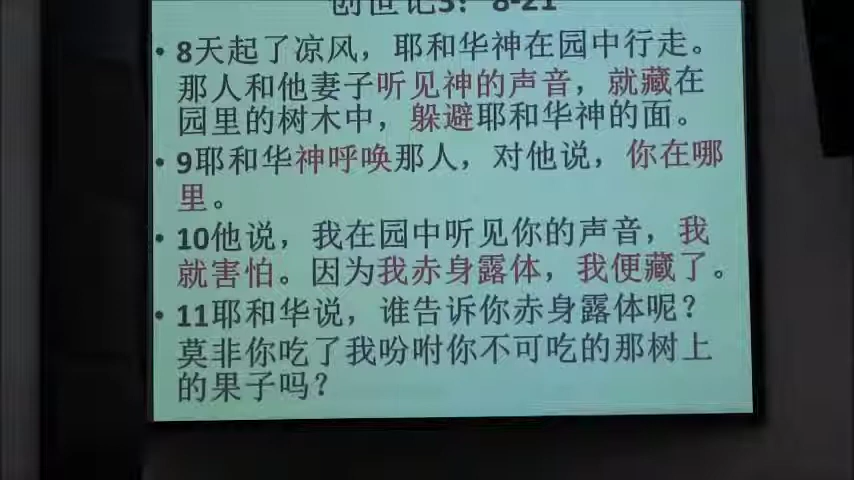 创世记3：8-21
• 8天起了凉风，耶和华神在园中行走。
那人和他妻子听见神的声音，就藏在
园里的树木中，躲避耶和华神的面。
• 9耶和华神呼唤那人，对他说，你在哪
里。
• 10他说，我在园中听见你的声音，我
就害怕。因为我赤身露体，我便藏了。
• 11耶和华说，谁告诉你赤身露体呢？
莫非你吃了我吩咐你不可吃的那树上
的果子吗？